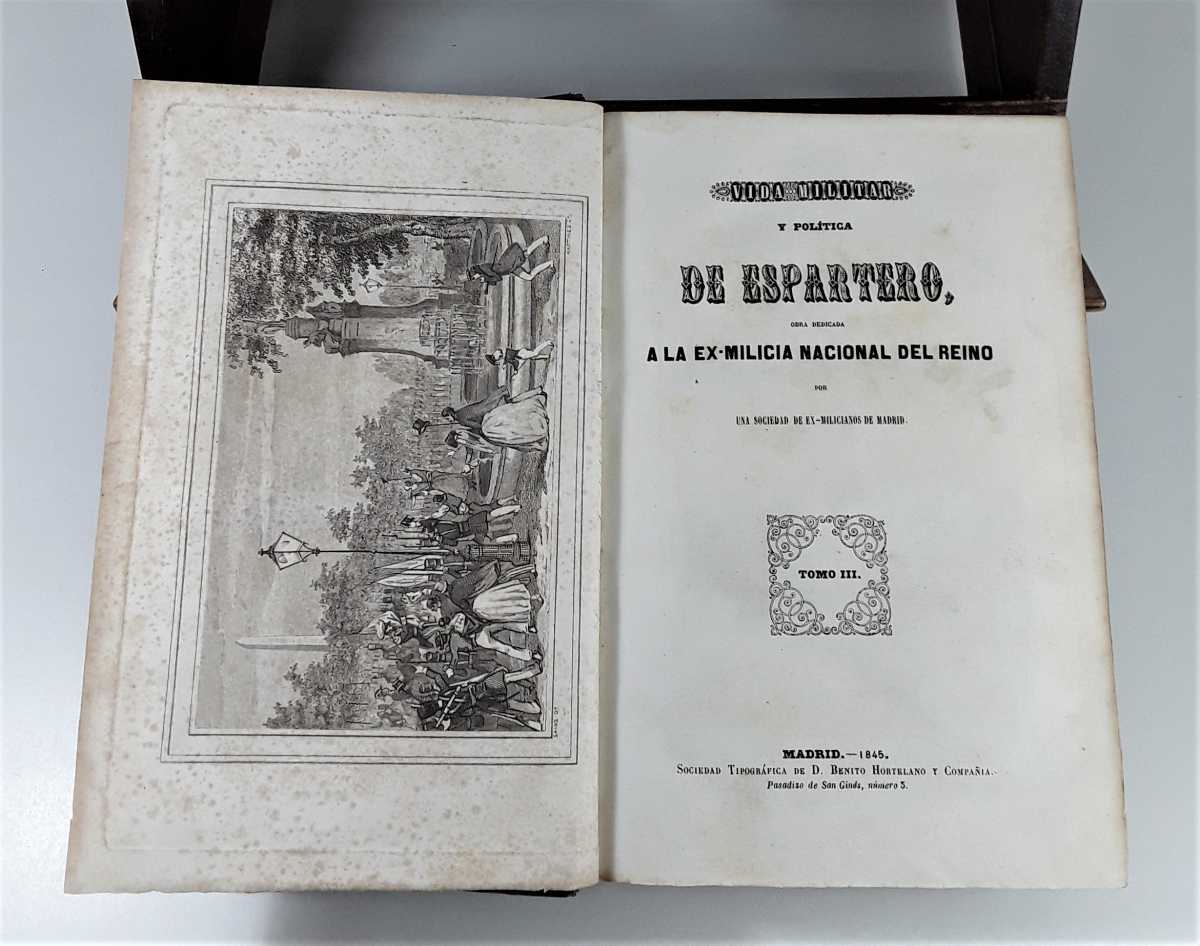 VIDA MILITAR
Y POLÍTICA
DE ESPARTERO,
OBRA DEDICADA
A LA EX-MILICIA NACIONAL DEL REINO
POR
UNA SOCIEDAD DE EX-MILICIANOS DE MADRID.
TOMO III.
MADRID.—1845.
SOCIEDAD TIPOGRÁFICA DE D. BENITO HORTELANO Y COMPAÑIA.
Pasadizo de San Ginés, número 3.